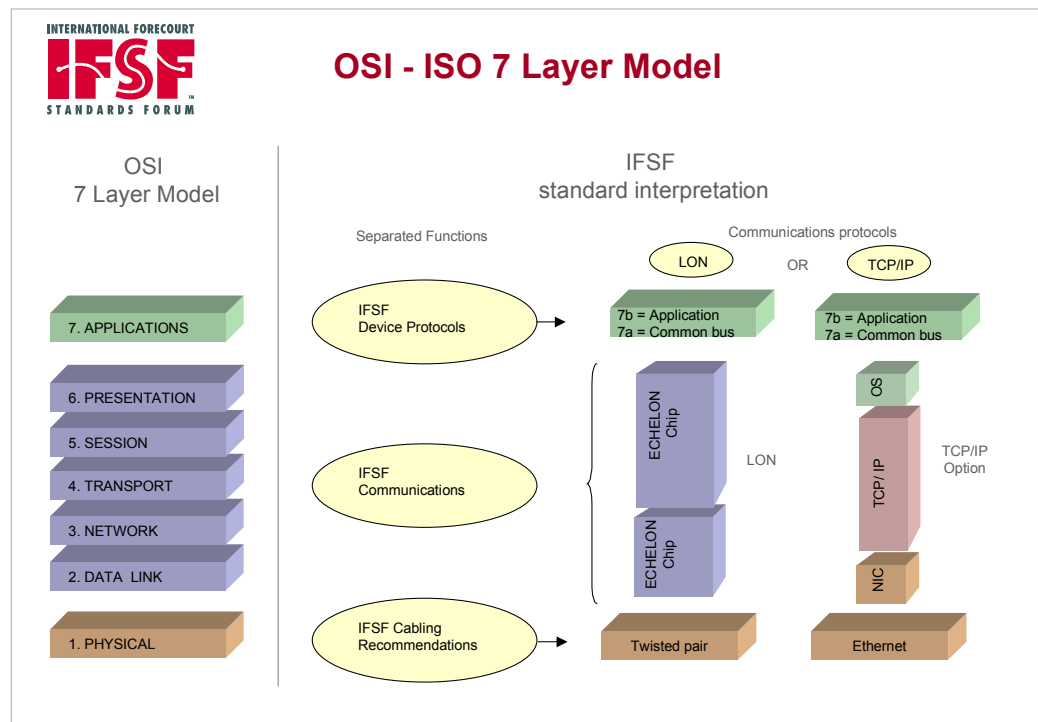 INTERNATIONAL FORECOURT
IFSF
TM
STANDARDS FORUM
OSI - ISO 7 Layer Model
OSI
7 Layer Model
IFSF
standard interpretation
Separated Functions
Communications protocols
LON
OR
TCP/IP
7. APPLICATIONS
IFSF
Device Protocols
7b = Application
7a = Common bus
7b = Application
7a = Common bus
6. PRESENTATION
5. SESSION
4. TRANSPORT
3. NETWORK
2. DATA LINK
IFSF
Communications
ECHELON
Chip
ECHELON
Chip
LON
OS
TCP/ IP
NIC
TCP/IP
Option
1. PHYSICAL
IFSF Cabling
Recommendations
Twisted pair
Ethernet